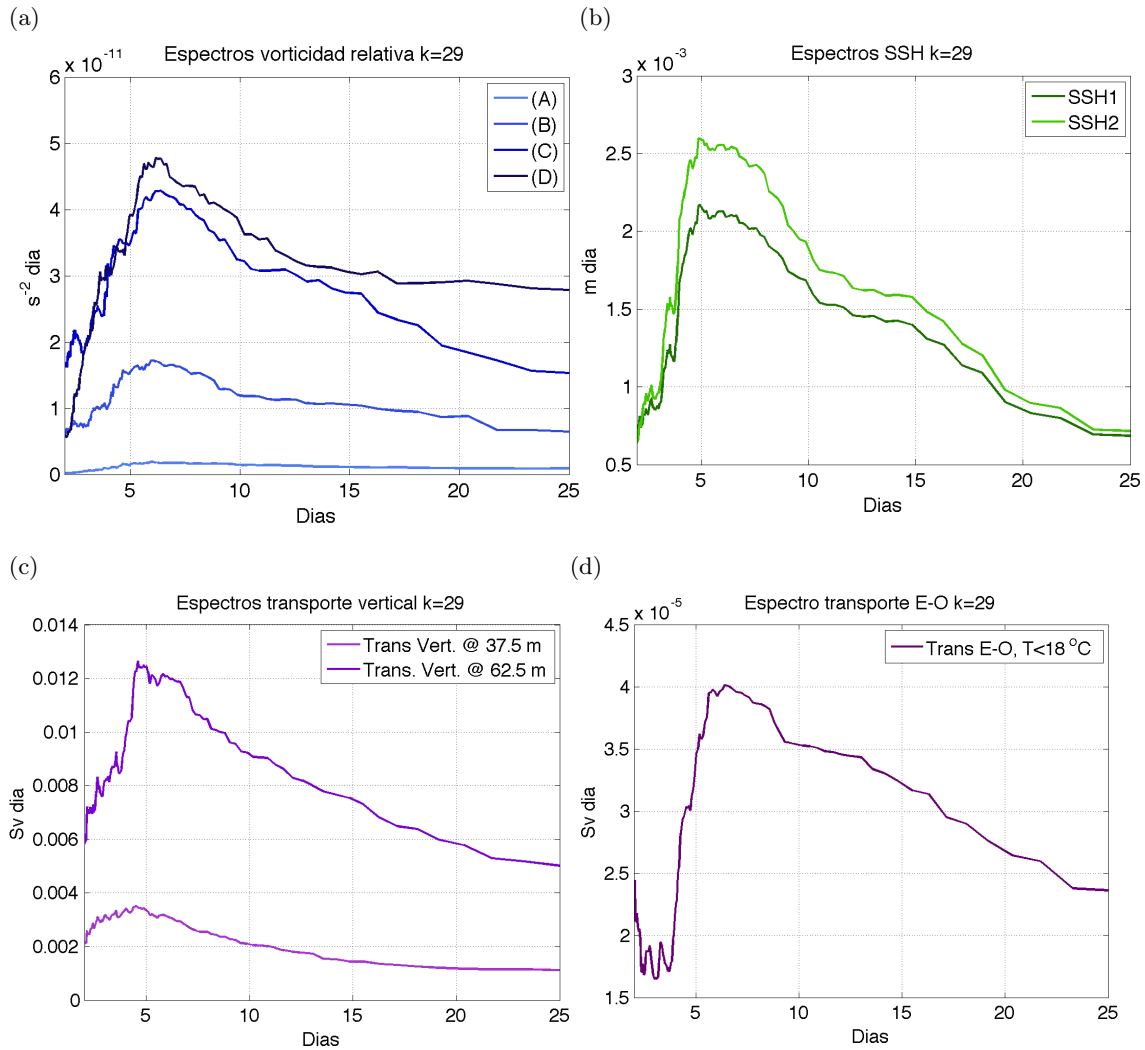 (a)
Espectros vorticidad relativa k=29
x 10⁻¹¹
6
5
4
3
2
1
0
s⁻² dia
5
10
15
20
25
Dias
(A)
(B)
(C)
(D)
(b)
Espectros SSH k=29
x 10⁻³
3
2.5
2
1.5
1
0.5
m dia
5
10
15
20
25
Dias
SSH1
SSH2
(c)
Espectros transporte vertical k=29
0.014
0.012
0.01
0.008
0.006
0.004
0.002
0
Sv dia
5
10
15
20
25
Dias
Trans Vert. @ 37.5 m
Trans. Vert. @ 62.5 m
(d)
Espectro transporte E-O k=29
x 10⁻⁵
4.5
4
3.5
3
2.5
2
1.5
Sv dia
5
10
15
20
25
Dias
Trans E-O, T<18 °C